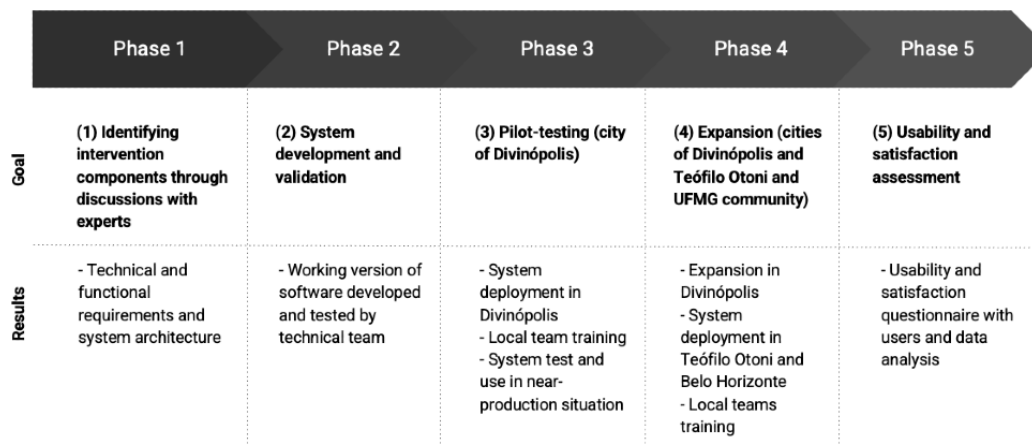 Phase 1
Phase 2
Phase 3
Phase 4
Phase 5
Goal
(1) Identifying
intervention
components through
discussions with
experts
(2) System
development and
validation
(3) Pilot-testing (city
of Divinópolis)
(4) Expansion (cities
of Divinópolis and
Teófilo Otoni and
UFMG community)
(5) Usability and
satisfaction
assessment
Results
- Technical and
functional
requirements and
system architecture
- Working version of
software developed
and tested by
technical team
- System
deployment in
Divinópolis
- Local team training
- System test and
use in near-
production situation
- Expansion in
Divinópolis
- System
deployment in
Teófilo Otoni and
Belo Horizonte
- Local teams
training
- Usability and
satisfaction
questionnaire with
users and data
analysis